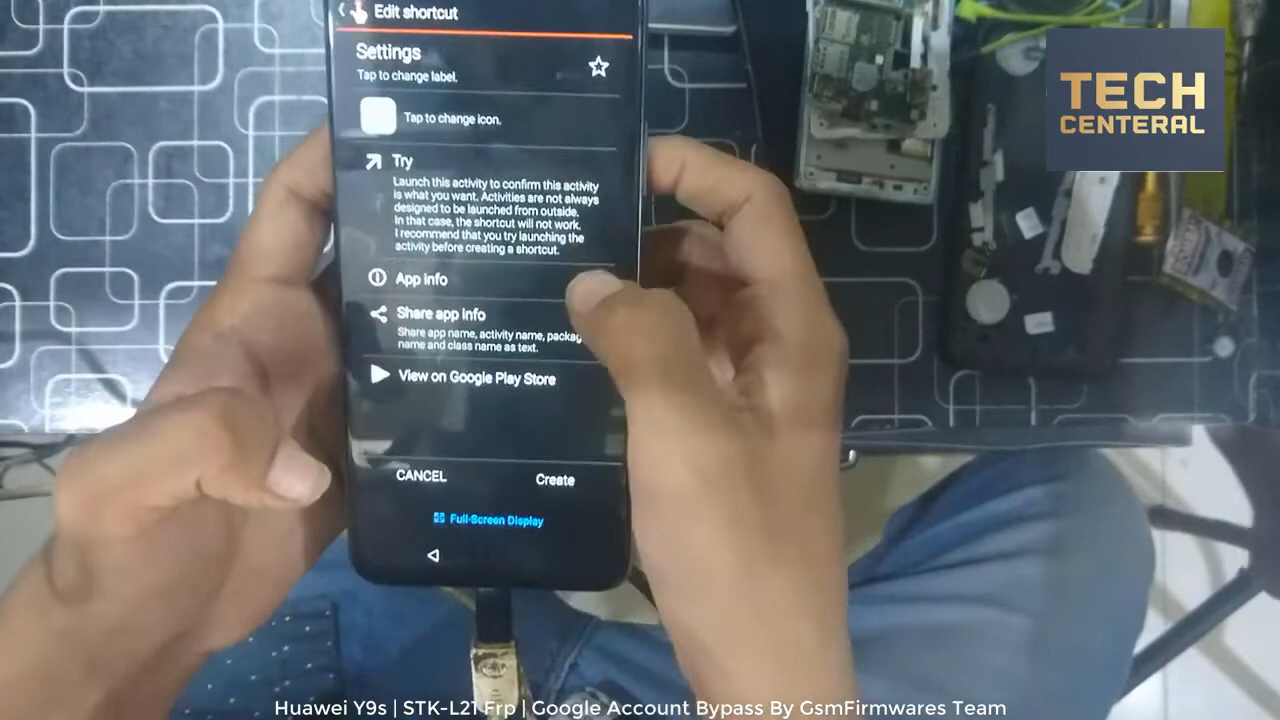 Edit shortcut
Settings
Tap to change label.
Tap to change icon.
Try
Launch this activity to confirm this activity
is what you want. Activities are not always
designed to be launched from outside.
In that case, the shortcut will not work.
I recommend that you try launching the
activity before creating a shortcut.
App info
Share app info
Share app name, activity name, packag
name and class name as text.
View on Google Play Store
CANCEL Create
Full-Screen Display
TECH
CENTERAL
Huawei Y9s | STK-L21 Frp | Google Account Bypass By GsmFirmwares Team